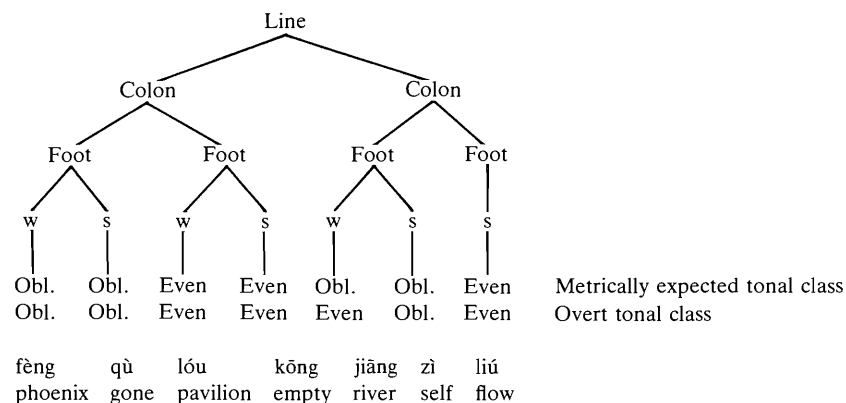 Line
Colon Colon
Foot Foot Foot Foot
w s w s w s s
Obl. Obl. Even Even Obl. Obl. Even Metrically expected tonal class
Obl. Obl. Even Even Even Obl. Even Overt tonal class
fèng qù lóu kōng jiāng zì liú
phoenix gone pavilion empty river self flow